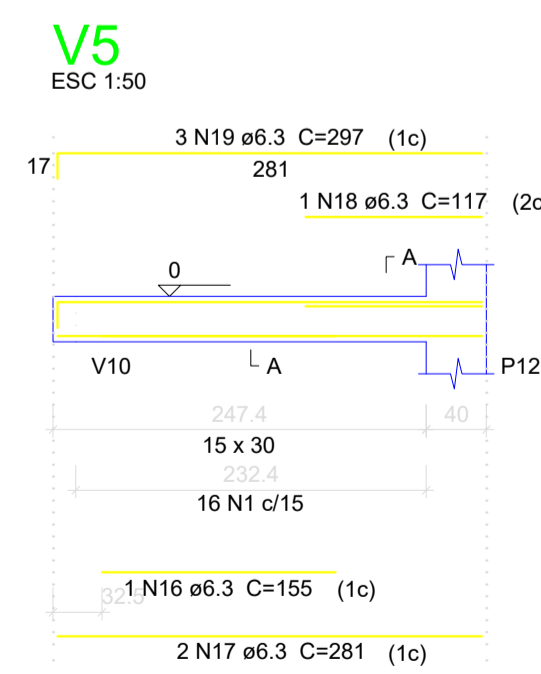 V5
ESC 1:50
3 N19 ø6.3 C=297 (1c)
17
281
1 N18 ø6.3 C=117 (2c
A
0
V10
A
P12
247.4
40
15 x 30
232.4
16 N1 c/15
32.5
1 N16 ø6.3 C=155 (1c)
2 N17 ø6.3 C=281 (1c)